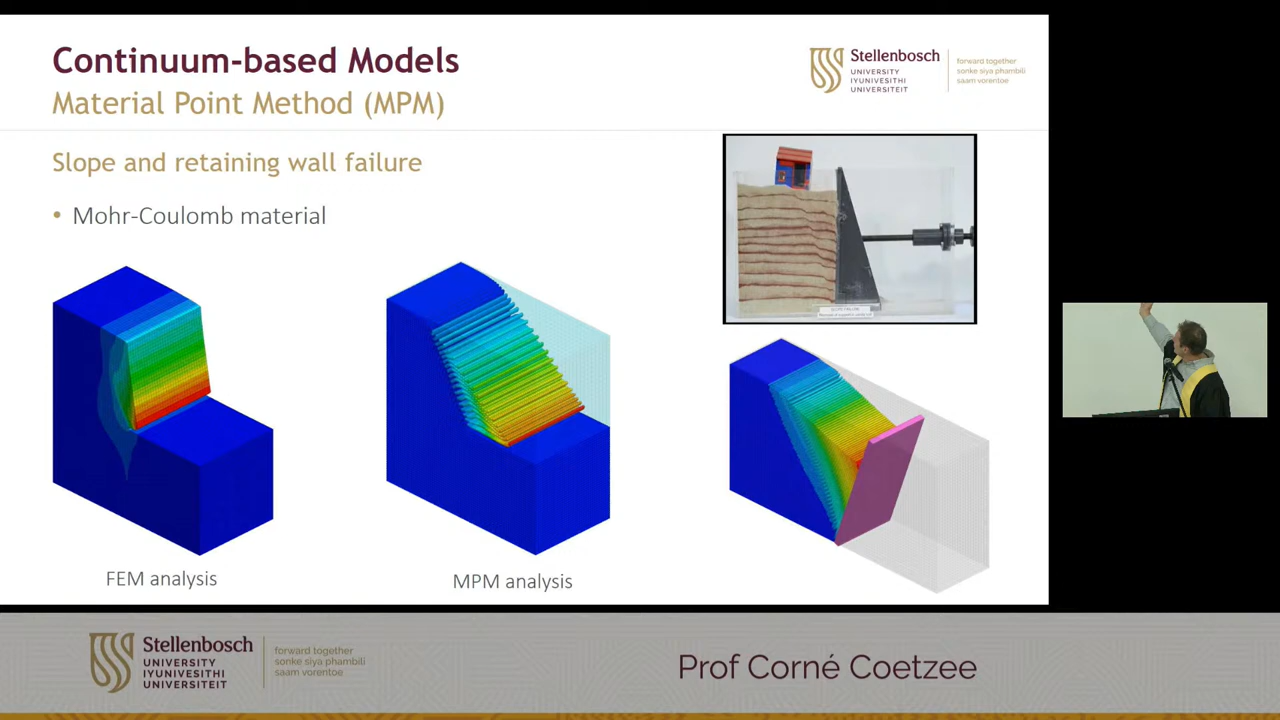 Continuum-based Models
Material Point Method (MPM)
Stellenbosch
UNIVERSITY
IYUNIVESITHI
UNIVERSITEIT
forward together
sonke siya phambili
saam vorentoe
Slope and retaining wall failure
• Mohr-Coulomb material
FEM analysis
MPM analysis
Stellenbosch
UNIVERSITY
IYUNIVESITHI
UNIVERSITEIT
forward together
sonke siya phambili
saam vorentoe
Prof Corné Coetzee